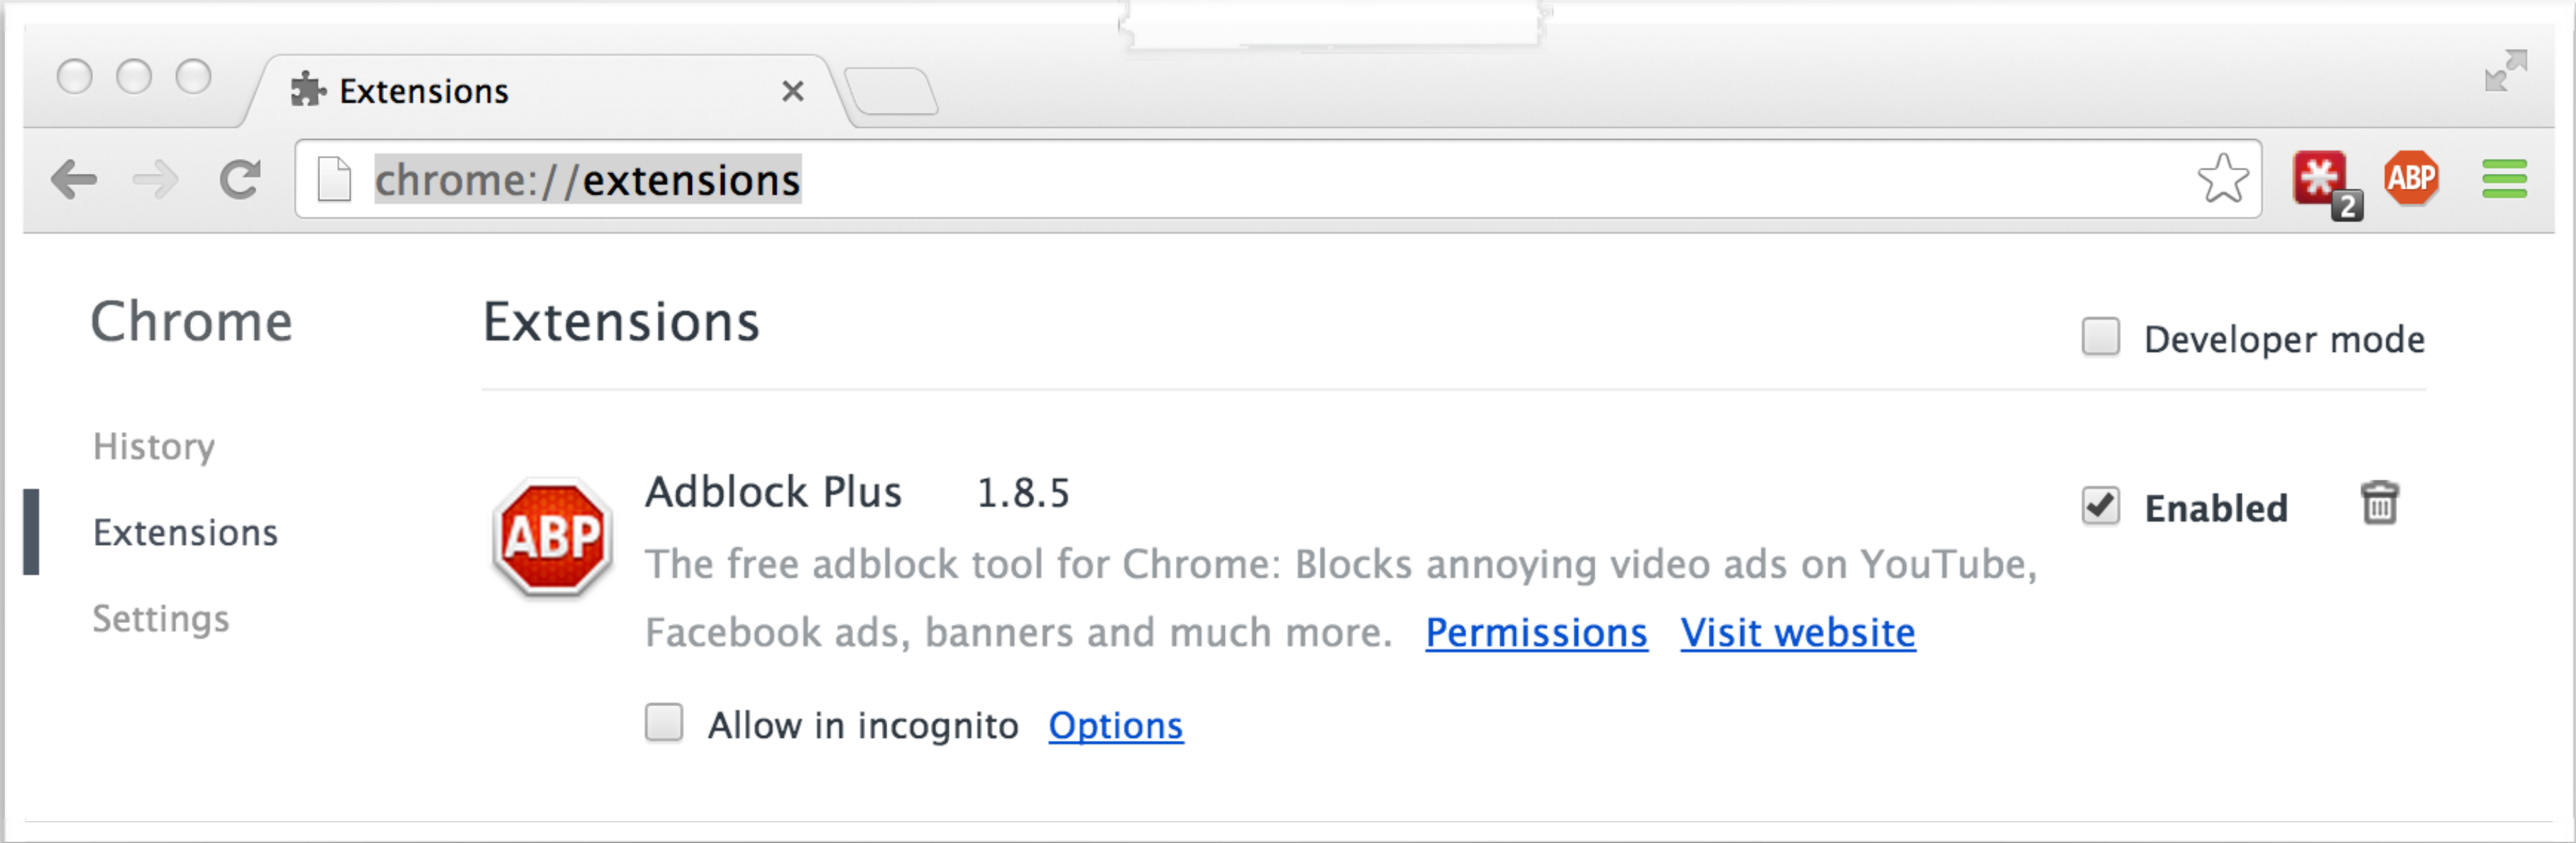 Extensions
chrome://extensions
2
ABP
Chrome
Extensions
Developer mode
History
Extensions
Settings
ABP
Adblock Plus 1.8.5
Enabled
The free adblock tool for Chrome: Blocks annoying video ads on YouTube,
Facebook ads, banners and much more. Permissions Visit website
Allow in incognito Options